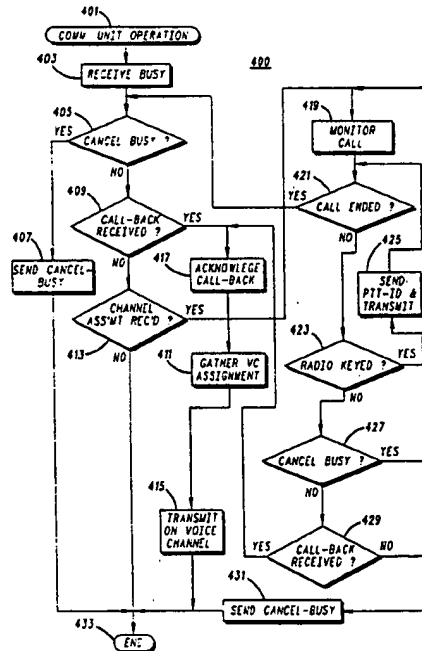 401
COMM UNIT OPERATION
403
RECEIVE BUSY
400
405
YES
CANCEL BUSY ?
NO
419
MONITOR
CALL
409
CALL-BACK
RECEIVED ?
YES
NO
421
CALL ENDED ?
YES
NO
407
SEND CANCEL-
BUSY
412
ACKNOWLEGE
CALL-BACK
425
SEND
PTT-ID &
TRANSMIT
CHANNEL
ASS'MT REC'D ?
YES
413
NO
423
RADIO KEYED ?
YES
NO
411
GATHER VC
ASSIGNMENT
427
CANCEL BUSY ?
YES
NO
415
TRANSMIT
ON VOICE
CHANNEL
429
YES
CALL-BACK
RECEIVED ?
NO
431
SEND CANCEL-BUSY
433
END